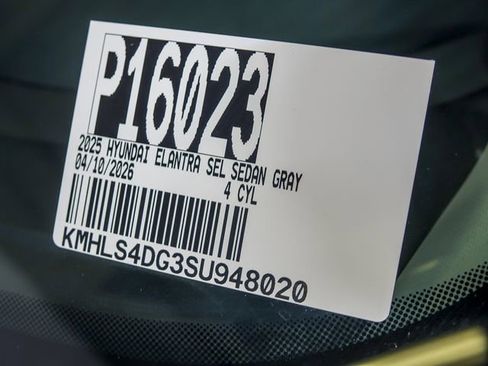 P16023
2025 HYUNDAI ELANTRA SEL SEDAN GRAY
04/10/2026 4 CYL
KMHLS4DG3SU948020